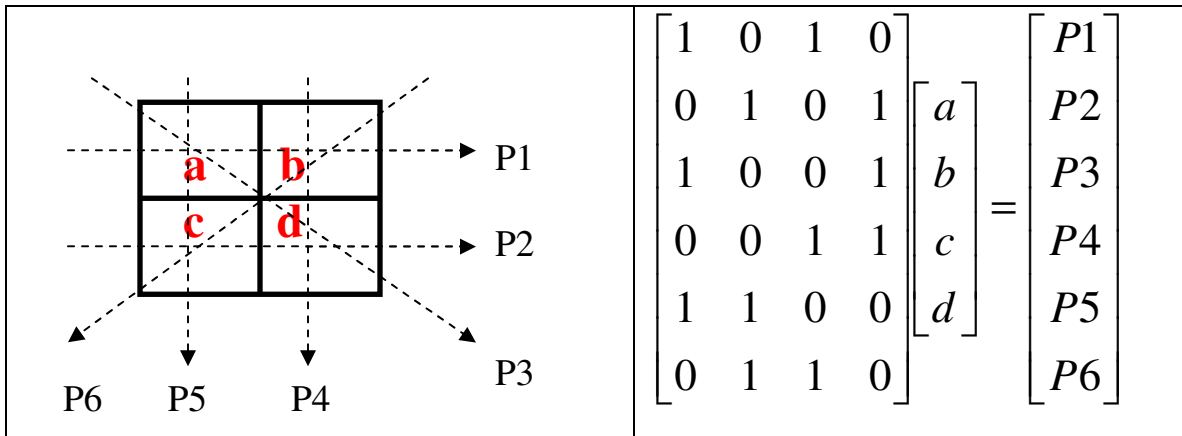 a b P1
c d P2
P6 P5 P4 P3
1 0 1 0 P1
0 1 0 1 a P2
1 0 0 1 b P3
= 
0 0 1 1 c P4
1 1 0 0 d P5
0 1 1 0 P6